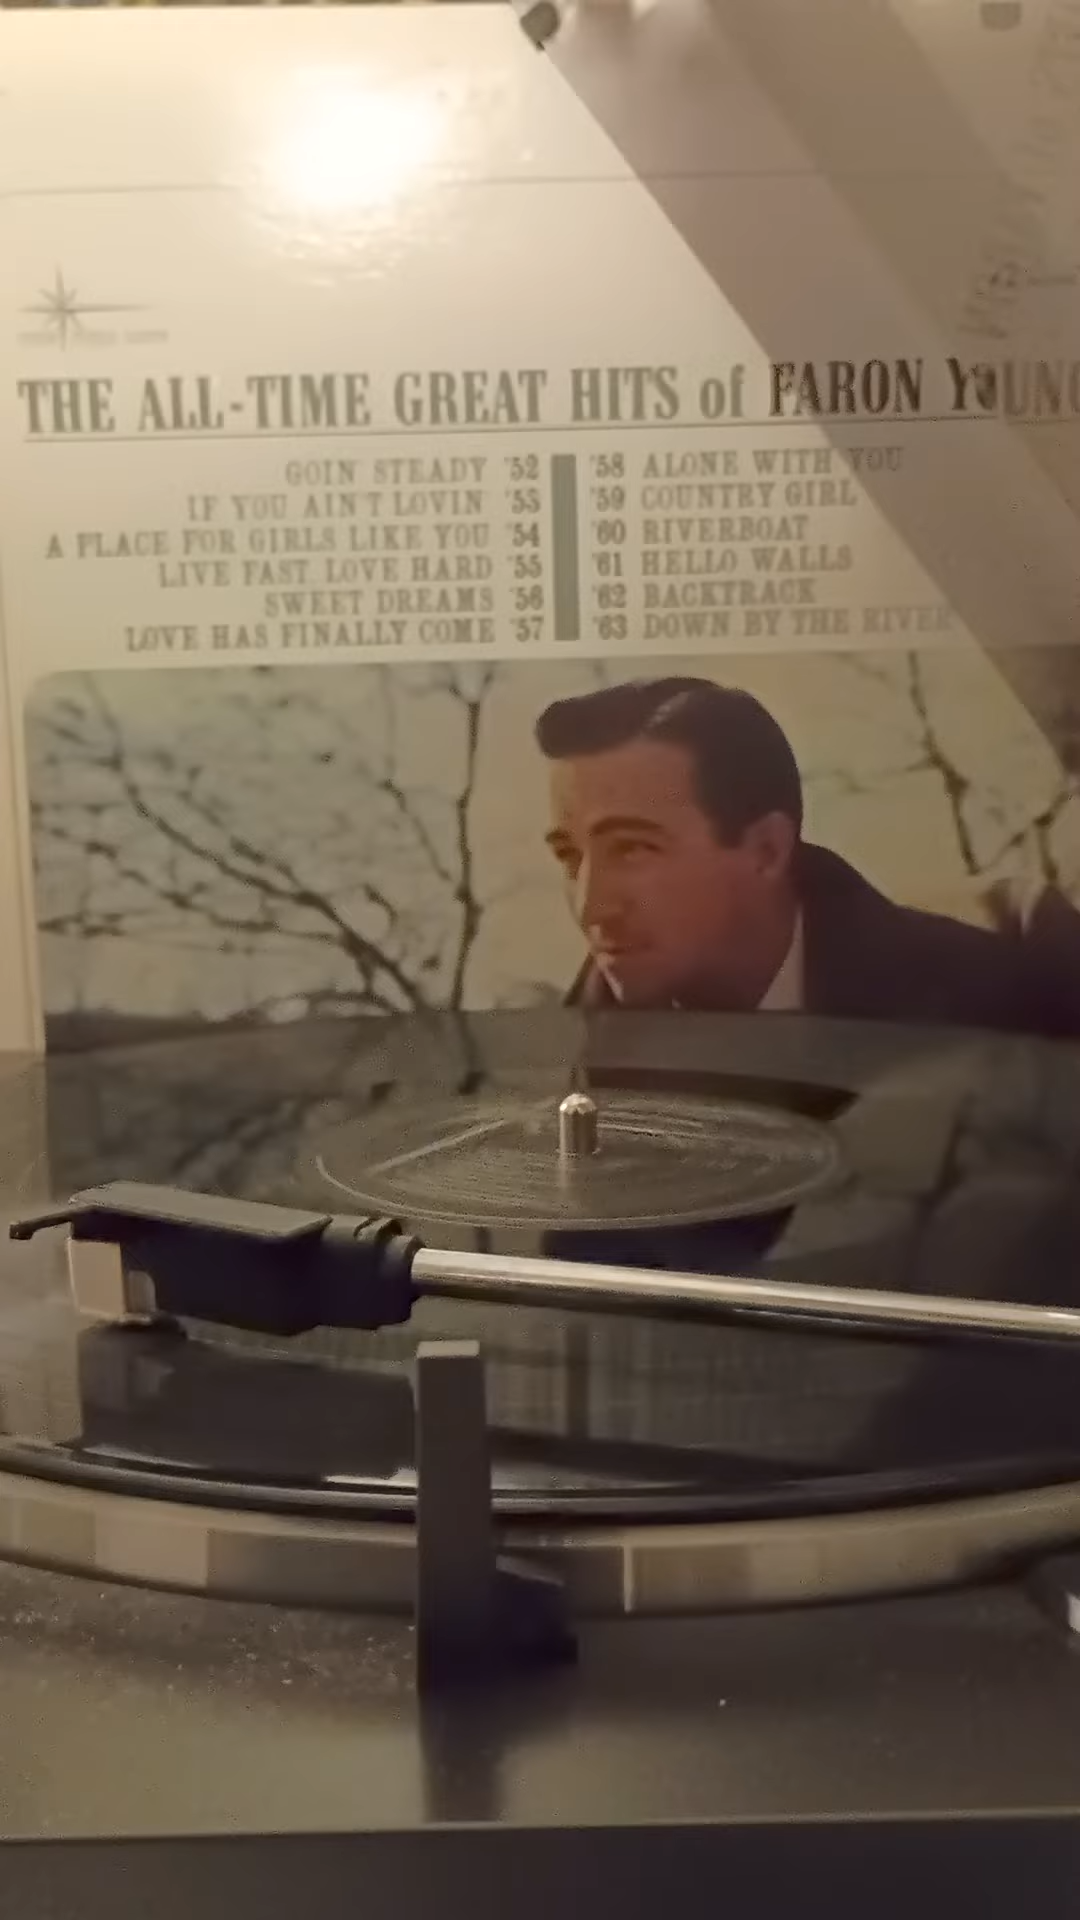 THE ALL-TIME GREAT HITS of FARON YOUNG
GOIN' STEADY '52
IF YOU AIN'T LOVIN' '53
A PLACE FOR GIRLS LIKE YOU '54
LIVE FAST, LOVE HARD '55
SWEET DREAMS '56
LOVE HAS FINALLY COME '57
'58 ALONE WITH YOU
'59 COUNTRY GIRL
'60 RIVERBOAT
'61 HELLO WALLS
'62 BACKTRACK
'63 DOWN BY THE RIVER